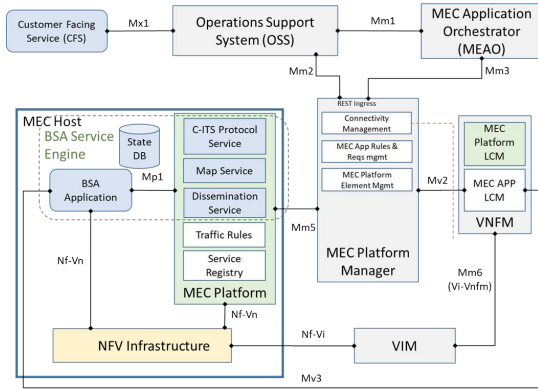 Customer Facing
Service (CFS)
Mx1
Operations Support
System (OSS)
Mm1
MEC Application
Orchestrator
(MEAO)
Mm2
Mm3
MEC Host
BSA Service
Engine
State
DB
BSA
Application
Mp1
C-ITS Protocol
Service
Map Service
Dissemination
Service
Traffic Rules
Service
Registry
MEC Platform
Mm5
REST Ingress
Connectivity
Management
MEC App Rules &
Reqs mgmt
MEC Platform
Element Mgmt
MEC Platform
Manager
Mv2
MEC
Platform
LCM
MEC APP
LCM
VNFM
Mm6
(Vi-Vnfm)
Nf-Vn
Nf-Vn
NFV Infrastructure
Nf-Vi
VIM
Mv3